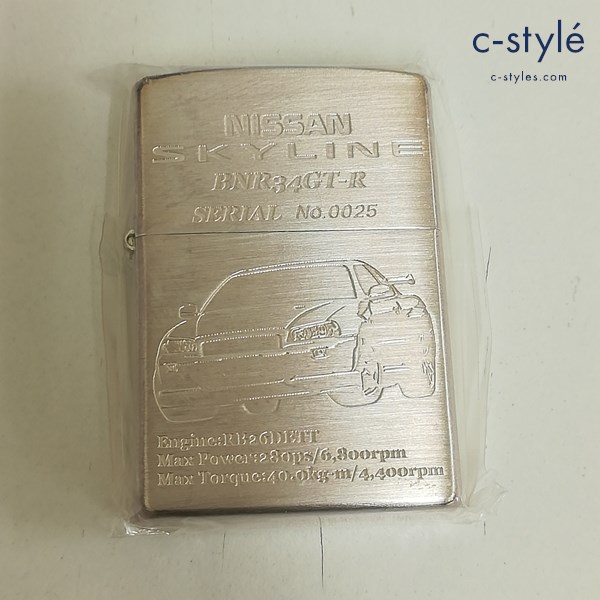 c-stylé
c-styles.com
NISSAN
SKYLINE
BNR34GT-R
SERIAL No.0025
Engine:RB26DETT
Max Power:280ps/6,800rpm
Max Torque:40.0kg-m/4,400rpm